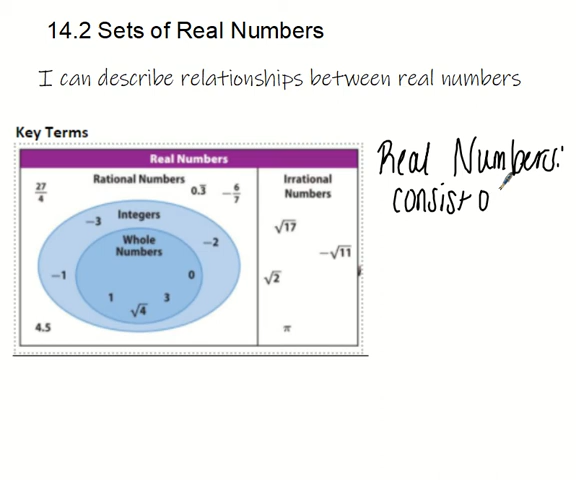 14.2 Sets of Real Numbers
I can describe relationships between real numbers
Key Terms
Real Numbers
Rational Numbers
27/4
0.3̅
-6/7
Integers
-3
Whole
Numbers
-2
-1
0
1
√4
3
4.5
Irrational
Numbers
√17
-√11
√2
π
Real Numbers:
consist o